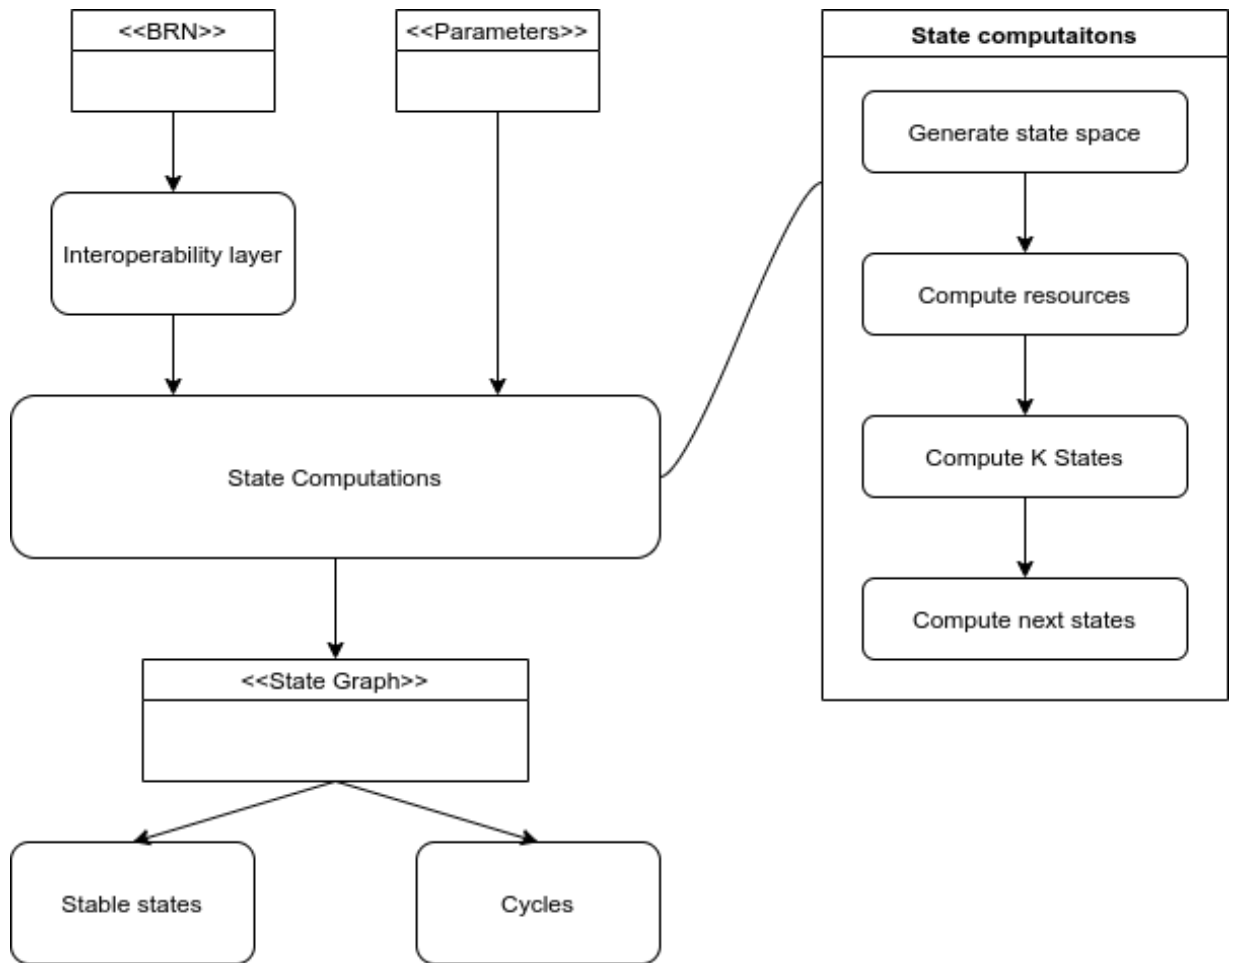 <<BRN>>
<<Parameters>>
Interoperability layer
State Computations
<<State Graph>>
Stable states
Cycles
State computaitons
Generate state space
Compute resources
Compute K States
Compute next states